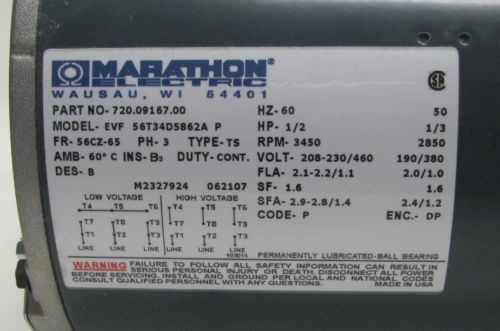 MARATHON®
ELECTRIC
WAUSAU, WI 54401
PART NO- 720.09167.00 HZ- 60 50
MODEL- EVF 56T34D5862A P HP- 1/2 1/3
FR- 56CZ-65 PH- 3 TYPE- TS RPM- 3450 2850
AMB- 60° C INS- B3 DUTY- CONT. VOLT- 208-230/460 190/380
DES- B FLA- 2.1-2.2/1.1 2.0/1.0
SF- 1.6 1.6
M2327924 062107 SFA- 2.9-2.8/1.4 2.4/1.2
LOW VOLTAGE HIGH VOLTAGE CODE- P ENC.- DP
T4 T5 T6 T4 T5 T6
T7 T8 T9 T7 T8 T9
T1 T2 T3 T1 T2 T3
LINE LINE LINE LINE
103014
PERMANENTLY LUBRICATED-BALL BEARING
WARNING FAILURE TO FOLLOW ALL SAFETY INFORMATION CAN RESULT IN
SERIOUS PERSONAL INJURY OR DEATH. DISCONNECT ALL POWER
BEFORE SERVICING. INSTALL AND GROUND PER LOCAL AND NATIONAL CODES
CONSULT QUALIFIED PERSONNEL WITH ANY QUESTIONS. MADE IN USA